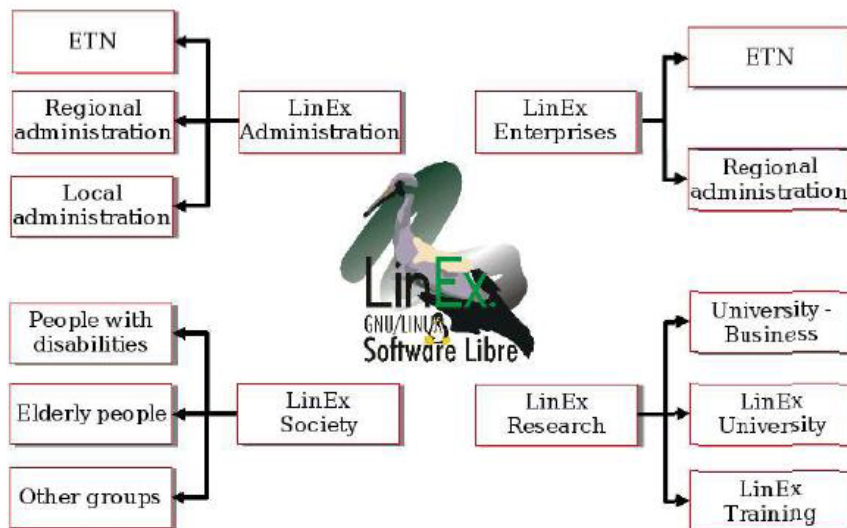 ETN
Regional
administration
Local
administration
LinEx
Administration
LinEx
Enterprises
ETN
Regional
administration
LinEx.
GNU/LINUX
Software Libre
People with
disabilities
Elderly people
Other groups
LinEx
Society
LinEx
Research
University -
Business
LinEx
University
LinEx
Training